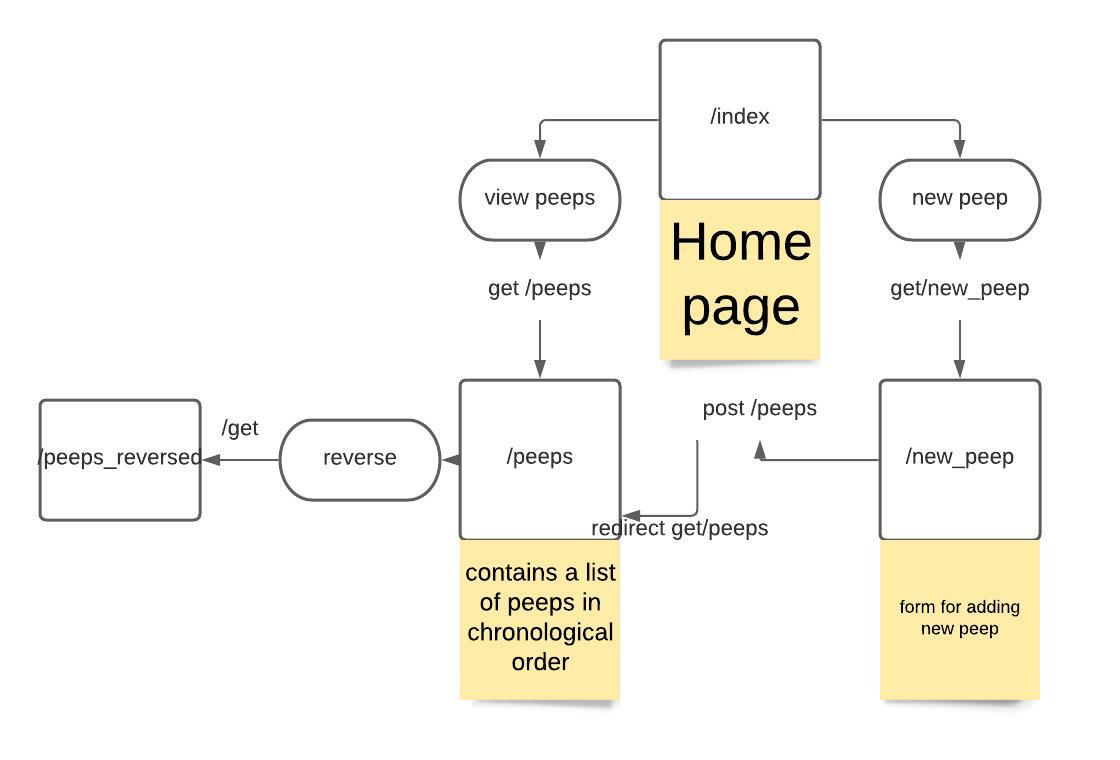 /index
view peeps
new peep
Home
page
get /peeps
get/new_peep
post /peeps
/get
/peeps_reversed
reverse
/peeps
/new_peep
redirect get/peeps
contains a list
of peeps in
chronological
order
form for adding
new peep